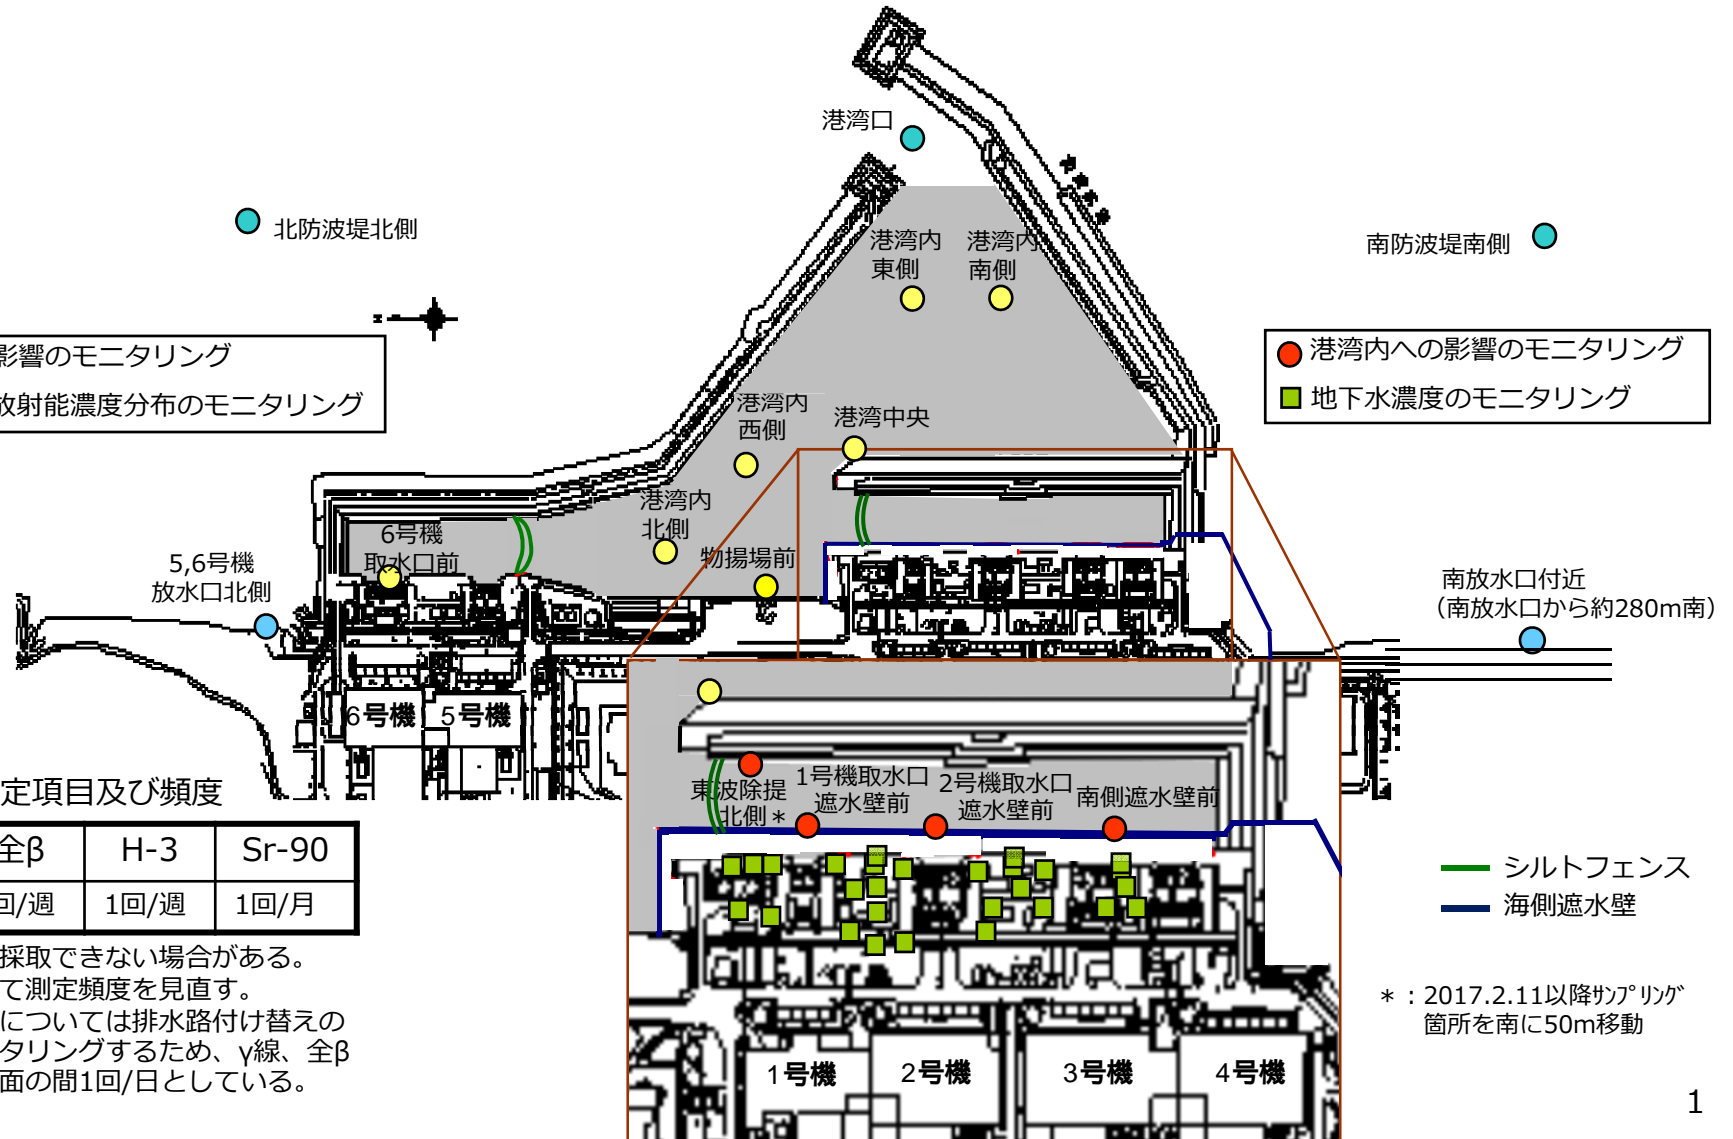 港湾口
北防波堤北側
南防波堤南側
港湾内
東側
港湾内
南側
影響のモニタリング
放射能濃度分布のモニタリング
港湾内への影響のモニタリング
地下水濃度のモニタリング
港湾内
西側
港湾中央
港湾内
北側
6号機
取水口前
物揚場前
5,6号機
放水口北側
南放水口付近
（南放水口から約280m南）
6号機
5号機
東波除堤
北側＊
1号機取水口
遮水壁前
2号機取水口
遮水壁前
南側遮水壁前
定項目及び頻度
全β H-3 Sr-90
回/週 1回/週 1回/月
採取できない場合がある。
て測定頻度を見直す。
については排水路付け替えの
タリングするため、γ線、全β
面の間1回/日としている。
シルトフェンス
海側遮水壁
＊：2017.2.11以降ｻﾝﾌﾟﾘﾝｸﾞ
箇所を南に50m移動
1号機
2号機
3号機
4号機
1